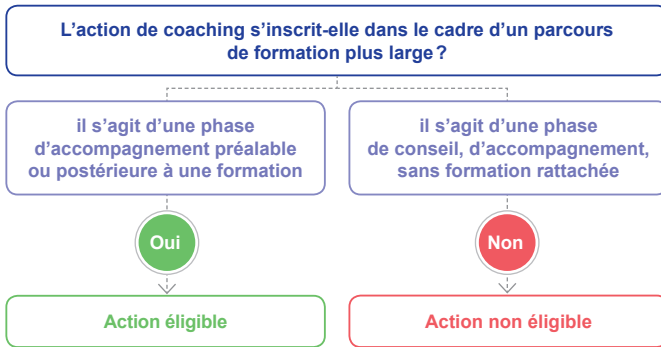 L’action de coaching s’inscrit-elle dans le cadre d’un parcours
de formation plus large ?
il s’agit d’une phase
d’accompagnement préalable
ou postérieure à une formation
il s’agit d’une phase
de conseil, d’accompagnement,
sans formation rattachée
Oui
Non
Action éligible
Action non éligible